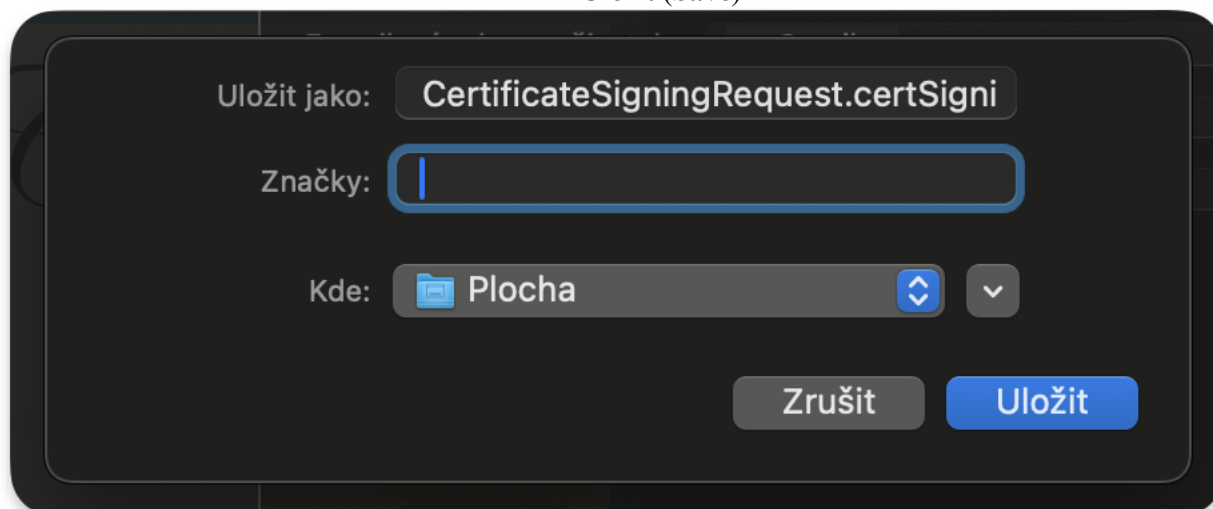 Uložit jako: CertificateSigningRequest.certSigni
Značky:
Kde: Plocha
Zrušit Uložit